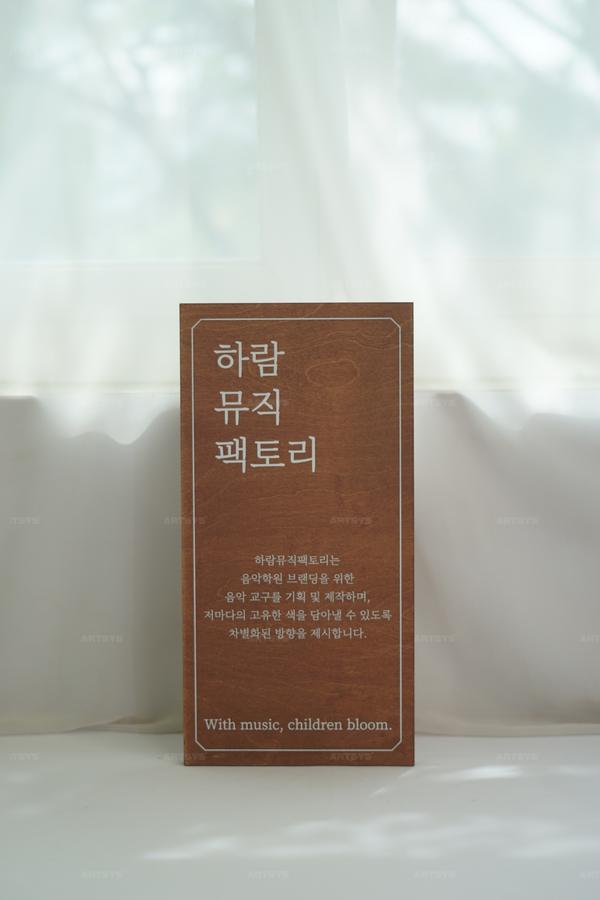 하람
뮤직
팩토리
하람뮤직팩토리는
음악학원 브랜딩을 위한
음악 교구를 기획 및 제작하며,
저마다의 고유한 색을 담아낼 수 있도록
차별화된 방향을 제시합니다.
With music, children bloom.
ARTSYS